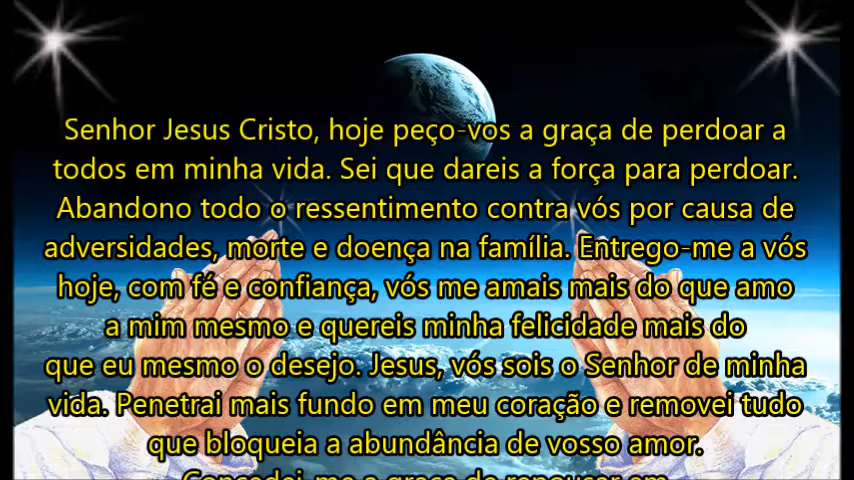 Senhor Jesus Cristo, hoje peço-vos a graça de perdoar a
todos em minha vida. Sei que dareis a força para perdoar.
Abandono todo o ressentimento contra vós por causa de
adversidades, morte e doença na família. Entrego-me a vós
hoje, com fé e confiança, vós me amais mais do que amo
a mim mesmo e quereis minha felicidade mais do
que eu mesmo o desejo. Jesus, vós sois o Senhor de minha
vida. Penetrai mais fundo em meu coração e removei tudo
que bloqueia a abundância de vosso amor.
Concedei-me a graça de repousar em